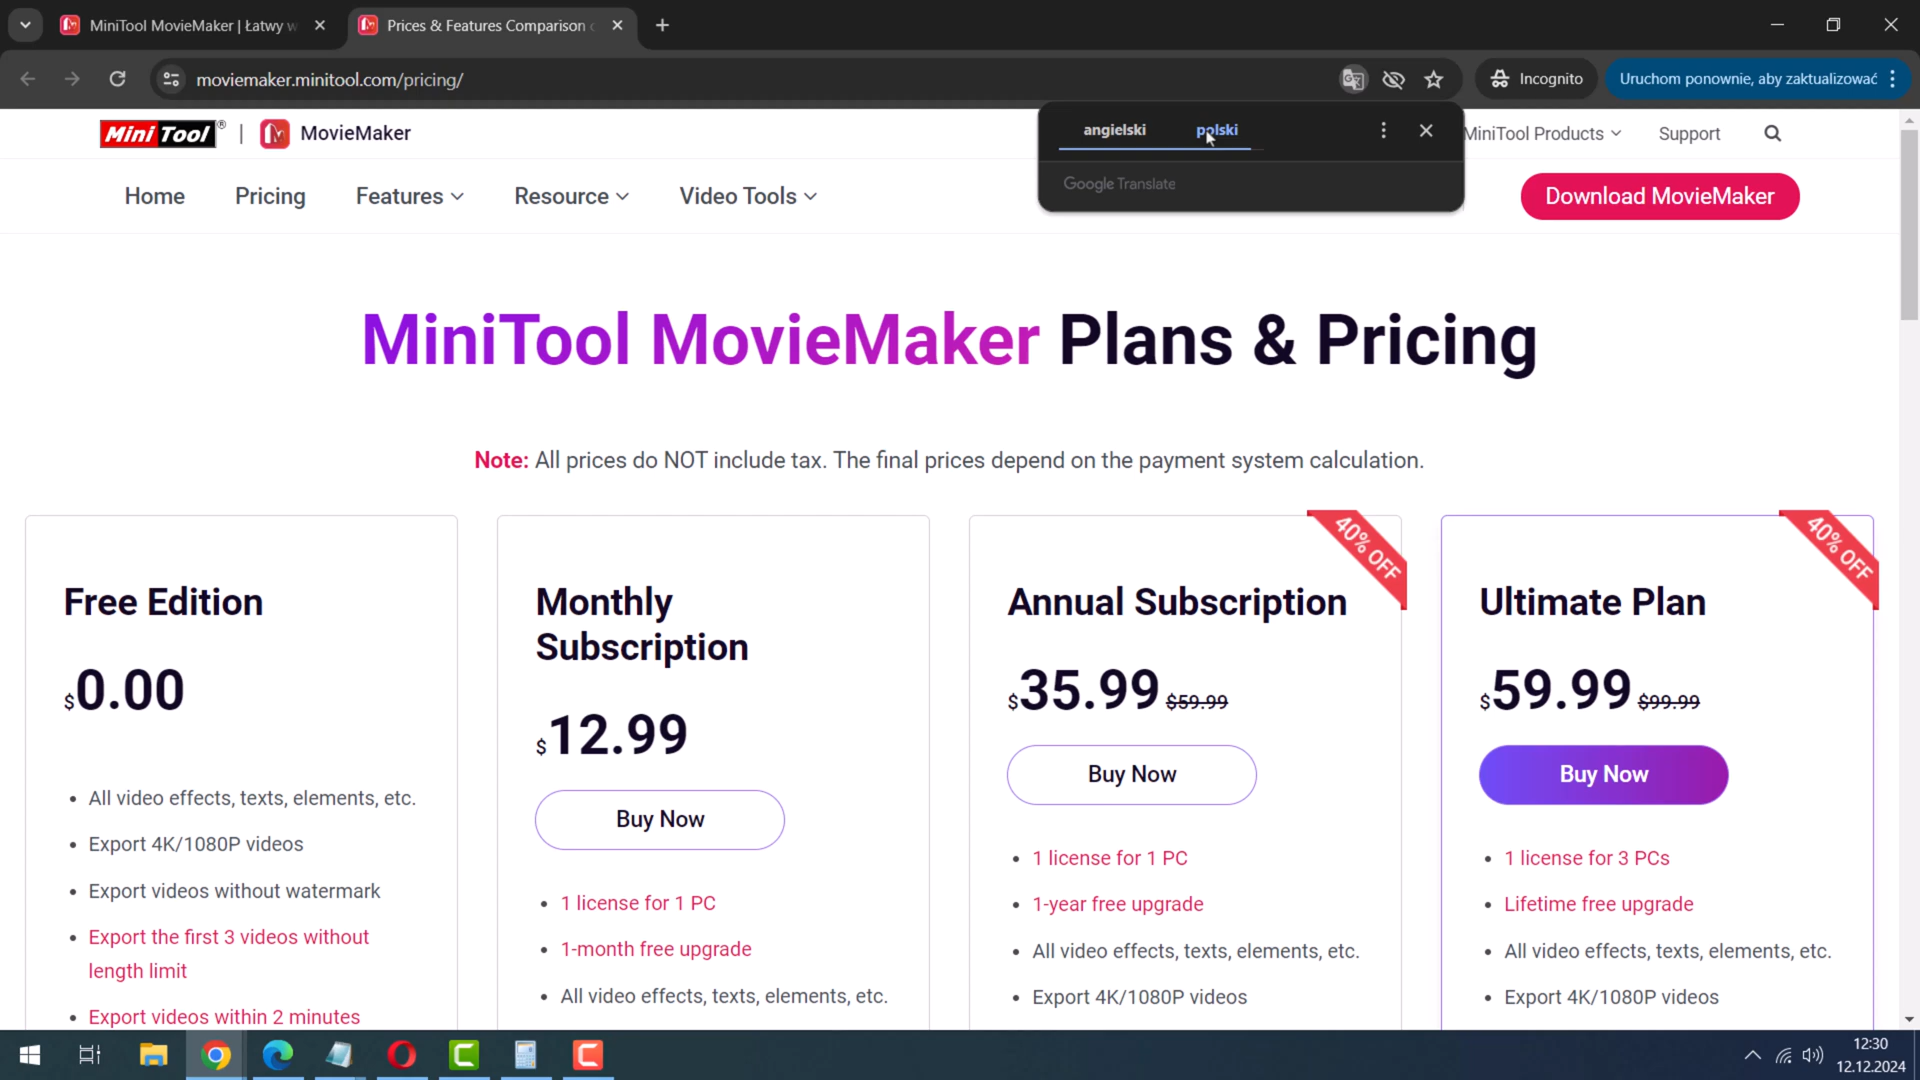 MiniTool MovieMaker | Łatwy w
Prices & Features Comparison
moviemaker.minitool.com/pricing/
Incognito
Uruchom ponownie, aby zaktualizować
Mini Tool® | MovieMaker
angielski polski
MiniTool Products Support
Google Translate
Home Pricing Features Resource Video Tools
Download MovieMaker
MiniTool MovieMaker Plans & Pricing
Note: All prices do NOT include tax. The final prices depend on the payment system calculation.
Free Edition
$0.00
All video effects, texts, elements, etc.
Export 4K/1080P videos
Export videos without watermark
Export the first 3 videos without
length limit
Export videos within 2 minutes
Monthly
Subscription
$12.99
Buy Now
1 license for 1 PC
1-month free upgrade
All video effects, texts, elements, etc.
40% OFF
Annual Subscription
$35.99 $59.99
Buy Now
1 license for 1 PC
1-year free upgrade
All video effects, texts, elements, etc.
Export 4K/1080P videos
40% OFF
Ultimate Plan
$59.99 $99.99
Buy Now
1 license for 3 PCs
Lifetime free upgrade
All video effects, texts, elements, etc.
Export 4K/1080P videos
12:30
12.12.2024